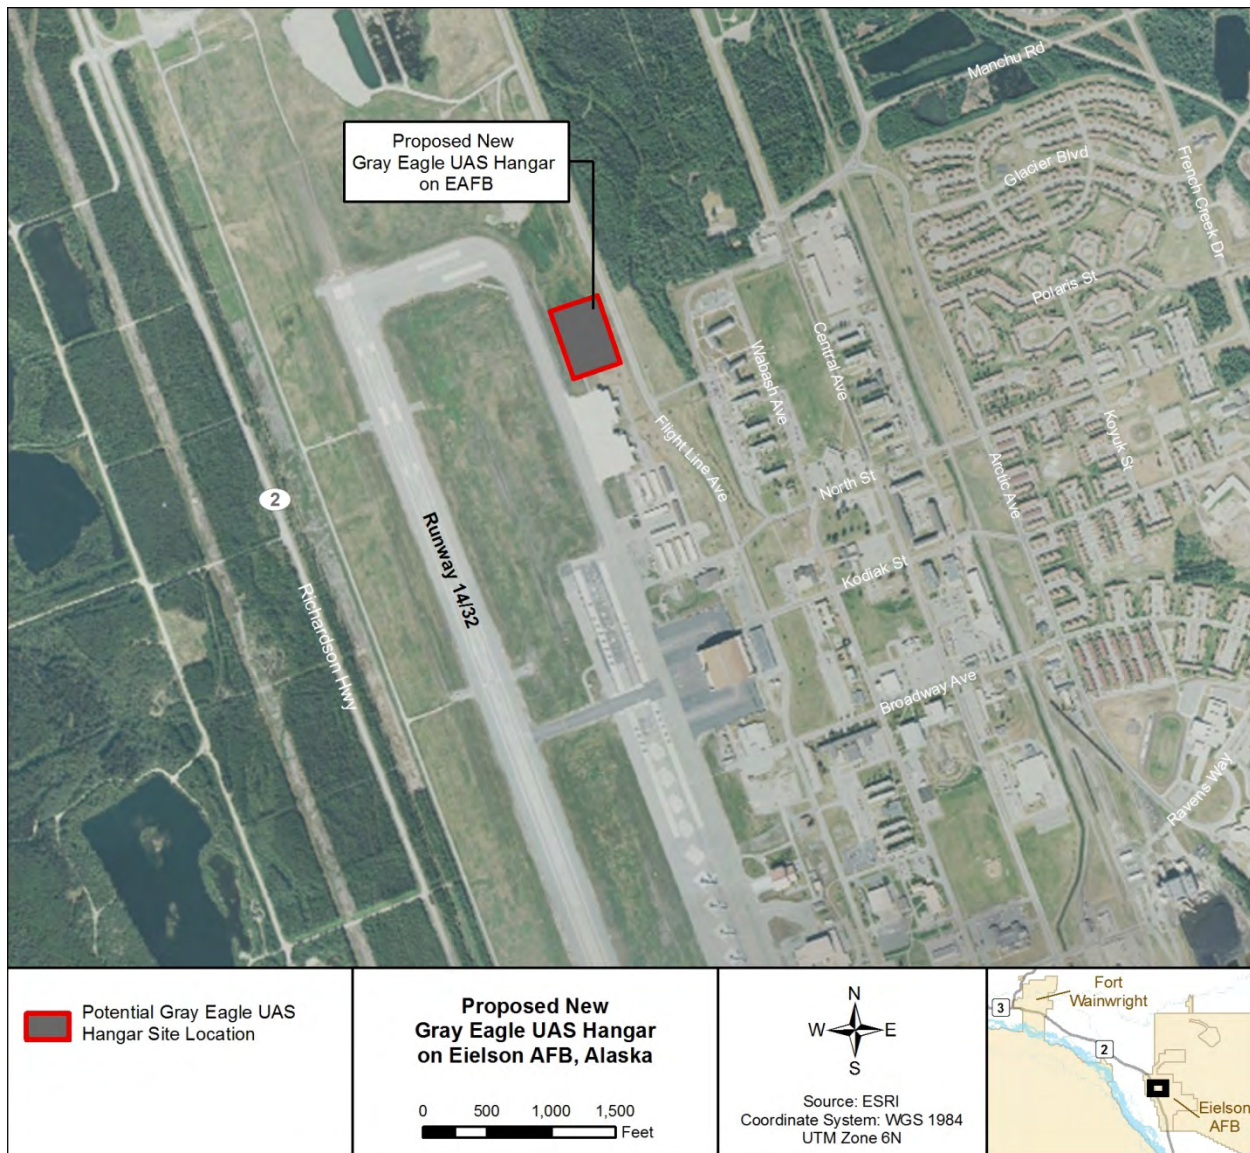 Manchu Rd
Proposed New
Gray Eagle UAS Hangar
on EAFB
Glacier Blvd
French Creek Dr
Polaris St
Wabash Ave
Central Ave
Koyuk St
Flight Line Ave
North St
Arctic Ave
2
Runway 14/32
Kodiak St
Richardson Hwy
Broadway Ave
Ravens Way
Potential Gray Eagle UAS
Hangar Site Location
Proposed New
Gray Eagle UAS Hangar
on Eielson AFB, Alaska
0 500 1,000 1,500
Feet
N
W E
S
Source: ESRI
Coordinate System: WGS 1984
UTM Zone 6N
Fort
Wainwright
3
2
Eielson
AFB